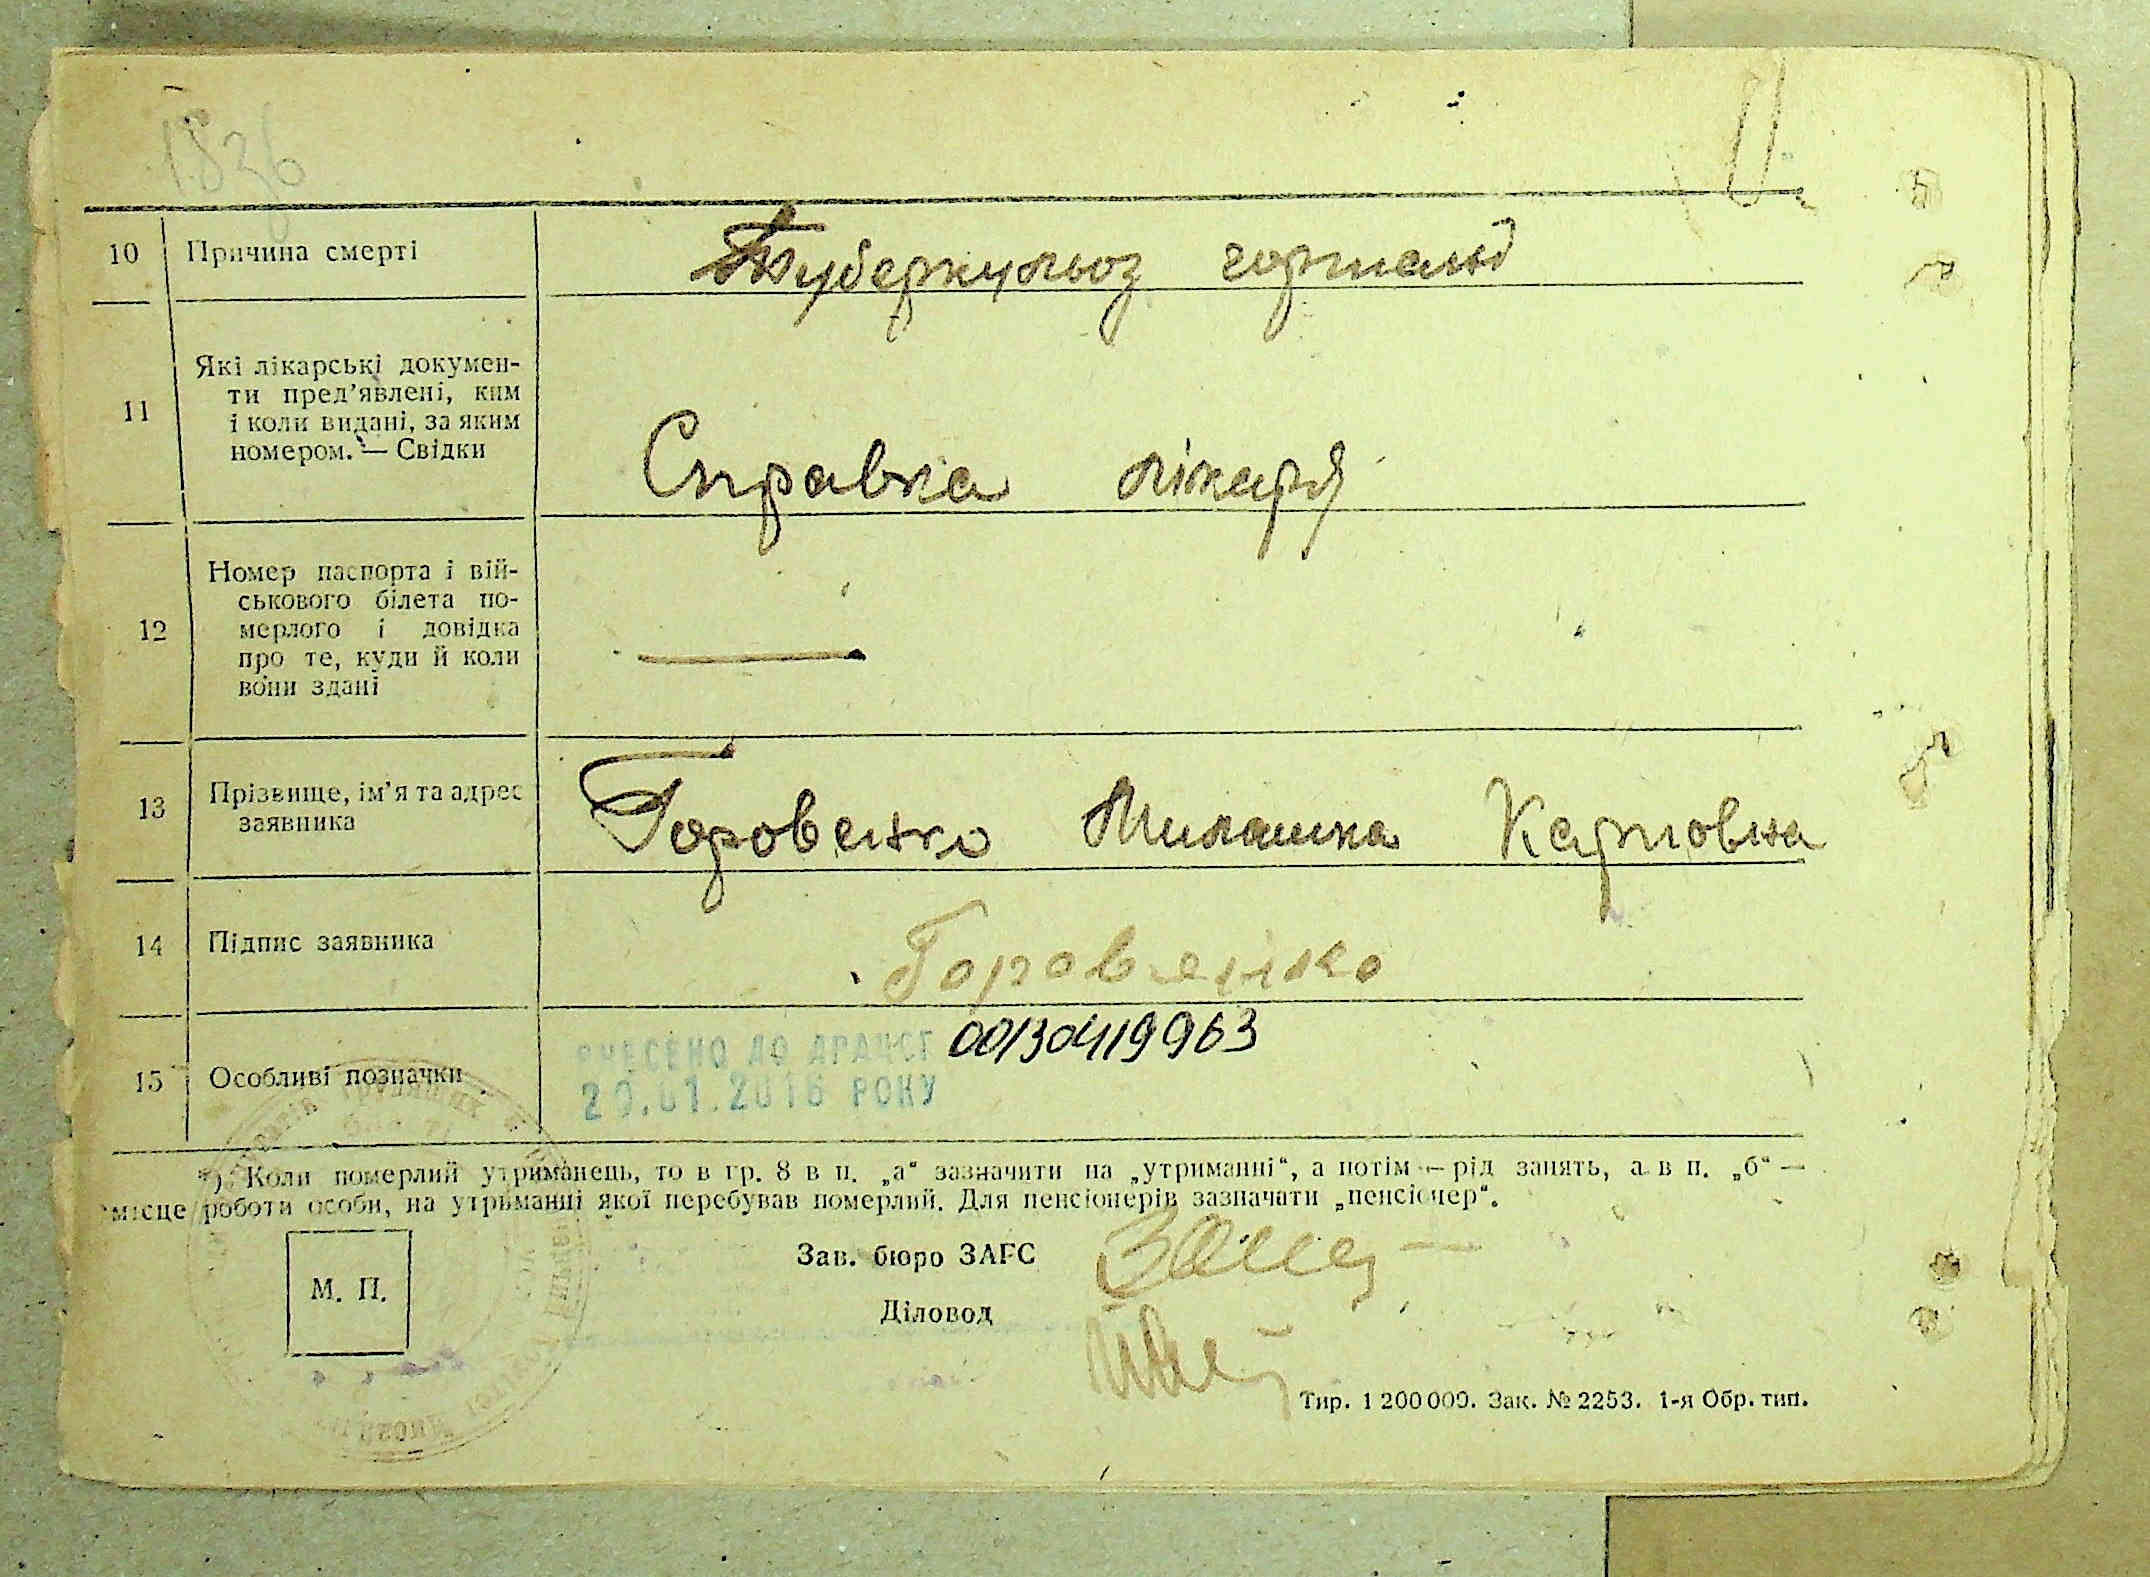 1836
10 Причина смерті Туберкульоз горталі
11 Які лікарські докумен-
ти пред’явлені, ким
і коли видані, за яким
номером. — Свідки
Справка лікаря
12 Номер паспорта і вій-
ськового білета по-
мерлого і довідка
про те, куди й коли
вони здані
—
13 Прізвище, ім’я та адрес
заявника
Горовенко Милашка Карповна
14 Підпис заявника Горовенко
15 Особливі позначки
ВНЕСЕНО ДО ДРАЦСГ 00130419963
29.01.2016 РОКУ
*) Коли померлий утриманець, то в гр. 8 в п. „а“ зазначити на „утриманні“, а потім — рід занять, а в п. „б“ —
місце роботи особи, на утриманні якої перебував померлий. Для пенсіонерів зазначати „пенсіонер“.
М. П.
Зав. бюро ЗАГС
Діловод
Тир. 1 200 000. Зак. № 2253. 1-я Обр. тип.